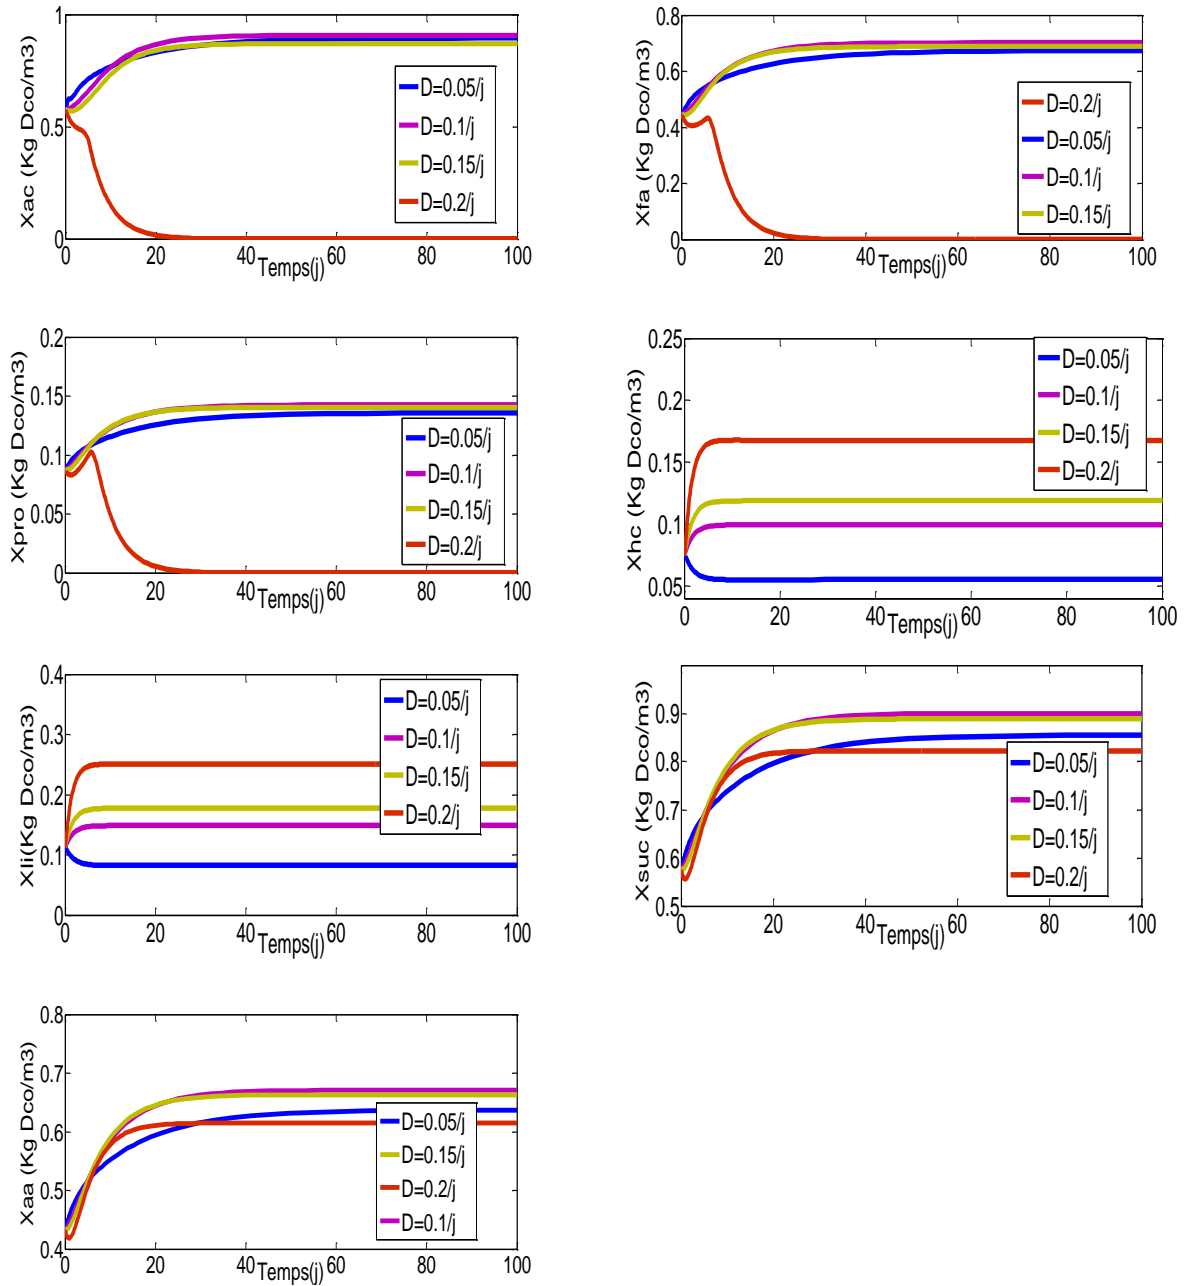 Xac (Kg Dco/m3)
1
0.5
0
0 20 40 60 80 100
Temps(j)
D=0.05/j
D=0.1/j
D=0.15/j
D=0.2/j
Xfa (Kg Dco/m3)
0.8
0.6
0.4
0.2
0
0 20 40 60 80 100
Temps(j)
D=0.2/j
D=0.05/j
D=0.1/j
D=0.15/j
Xpro (Kg Dco/m3)
0.2
0.15
0.1
0.05
0
0 20 40 60 80 100
Temps(j)
D=0.05/j
D=0.1/j
D=0.15/j
D=0.2/j
Xhc (Kg Dco/m3)
0.25
0.2
0.15
0.1
0.05
0 20 40 60 80 100
Temps(j)
D=0.05/j
D=0.1/j
D=0.15/j
D=0.2/j
Xli(Kg Dco/m3)
0.4
0.3
0.2
0.1
0
0 20 40 60 80 100
Temps(j)
D=0.05/j
D=0.1/j
D=0.15/j
D=0.2/j
Xsuc (Kg Dco/m3)
0.9
0.8
0.7
0.6
0.5
0 20 40 60 80 100
Temps(j)
D=0.05/j
D=0.1/j
D=0.15/j
D=0.2/j
Xaa (Kg Dco/m3)
0.8
0.7
0.6
0.5
0.4
0 20 40 60 80 100
Temps(j)
D=0.05/j
D=0.15/j
D=0.2/j
D=0.1/j